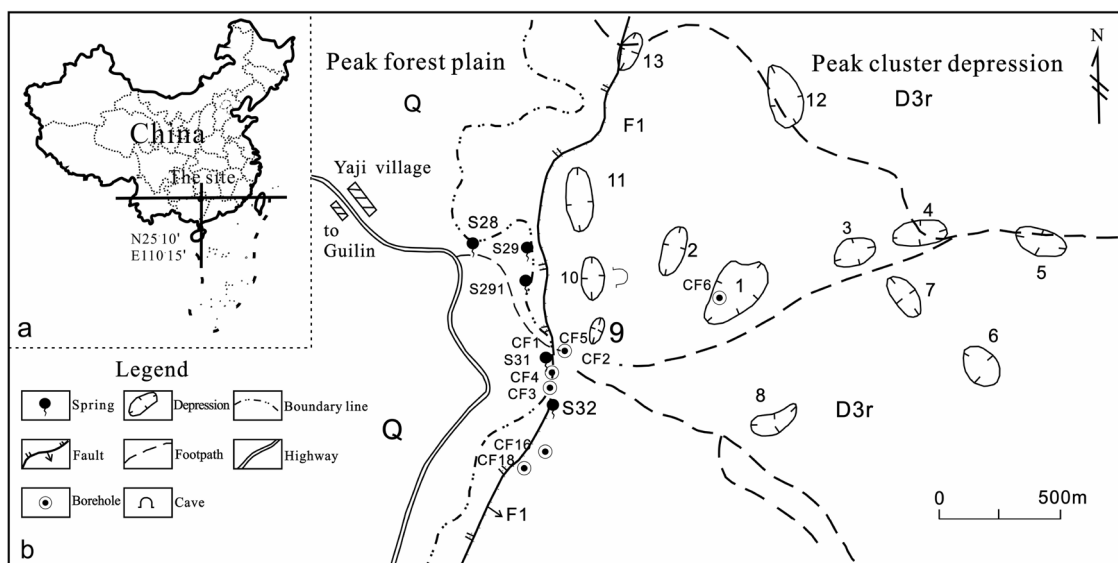 China
The site
N25°10'
E110°15'
a
Peak forest plain
Q
Yaji village
to
Guilin
S28
S29
S291
CF1
S31
CF4
CF3
CF5
CF2
S32
CF16
CF18
F1
Q
13
F1
11
10
9
2
CF6
1
Peak cluster depression
D3r
12
3
4
5
7
6
8
D3r
N
0 500m
Legend
Spring Depression Boundary line
Fault Footpath Highway
Borehole Cave
b